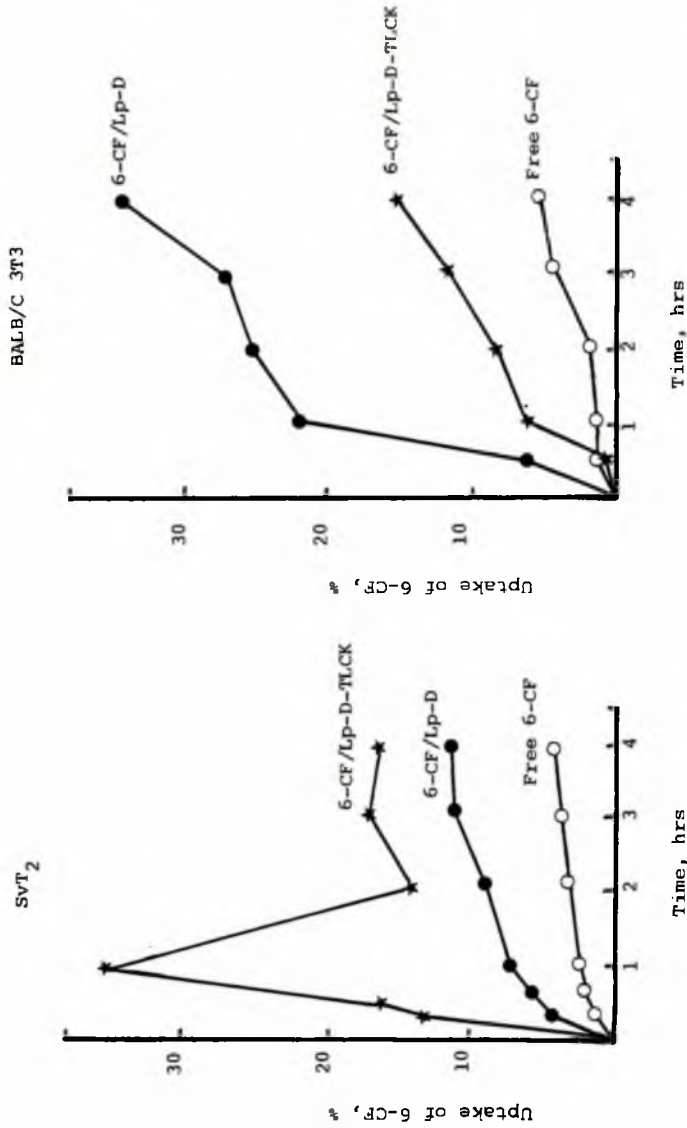 SvT2
Uptake of 6-CF, %
30
20
10
6-CF/Lp-D-TLCK
6-CF/Lp-D
Free 6-CF
1
2
3
4
Time, hrs
BALB/C 3T3
Uptake of 6-CF, %
30
20
10
6-CF/Lp-D
6-CF/Lp-D-TLCK
Free 6-CF
1
2
3
4
Time, hrs